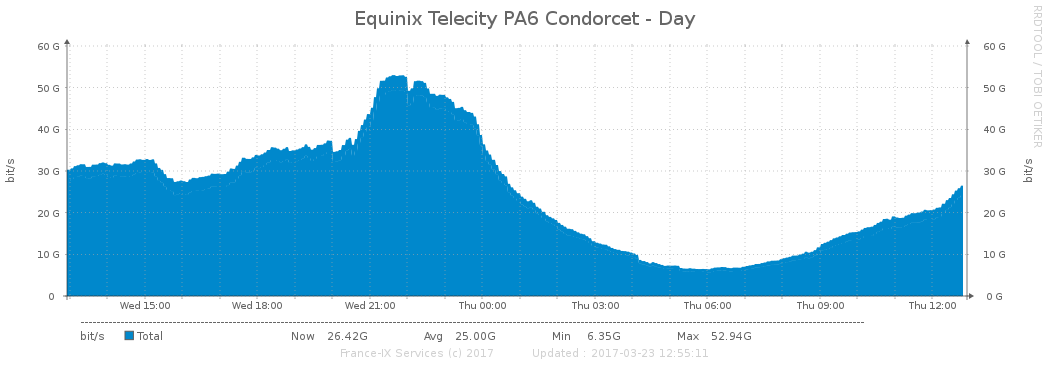 Equinix Telecity PA6 Condorcet - Day
RRDTOOL / TOBI OETIKER
60 G 60 G
50 G 50 G
40 G 40 G
30 G 30 G
20 G 20 G
10 G 10 G
0 0 G
bit/s
bit/s
Wed 15:00 Wed 18:00 Wed 21:00 Thu 00:00 Thu 03:00 Thu 06:00 Thu 09:00 Thu 12:00
bit/s Total Now 26.42G Avg 25.00G Min 6.35G Max 52.94G
France-IX Services (c) 2017 Updated : 2017-03-23 12:55:11